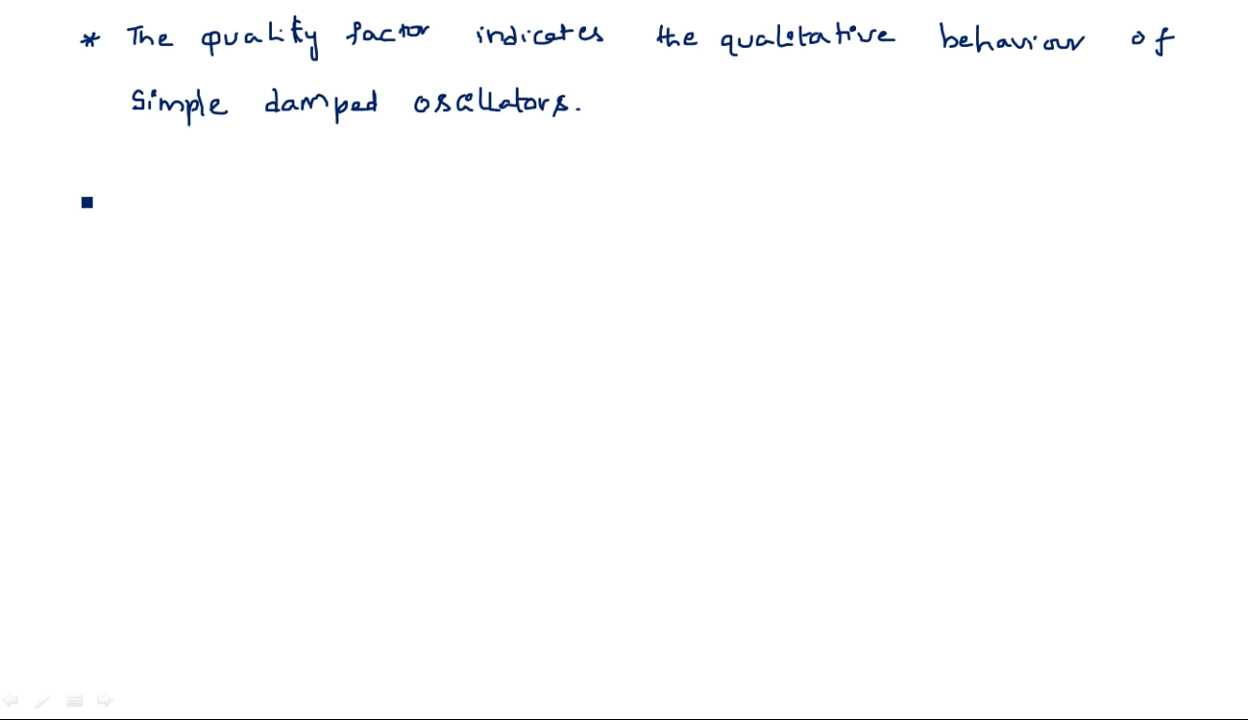 * The quality factor indicates the qualitative behaviour of
Simple damped oscillators.